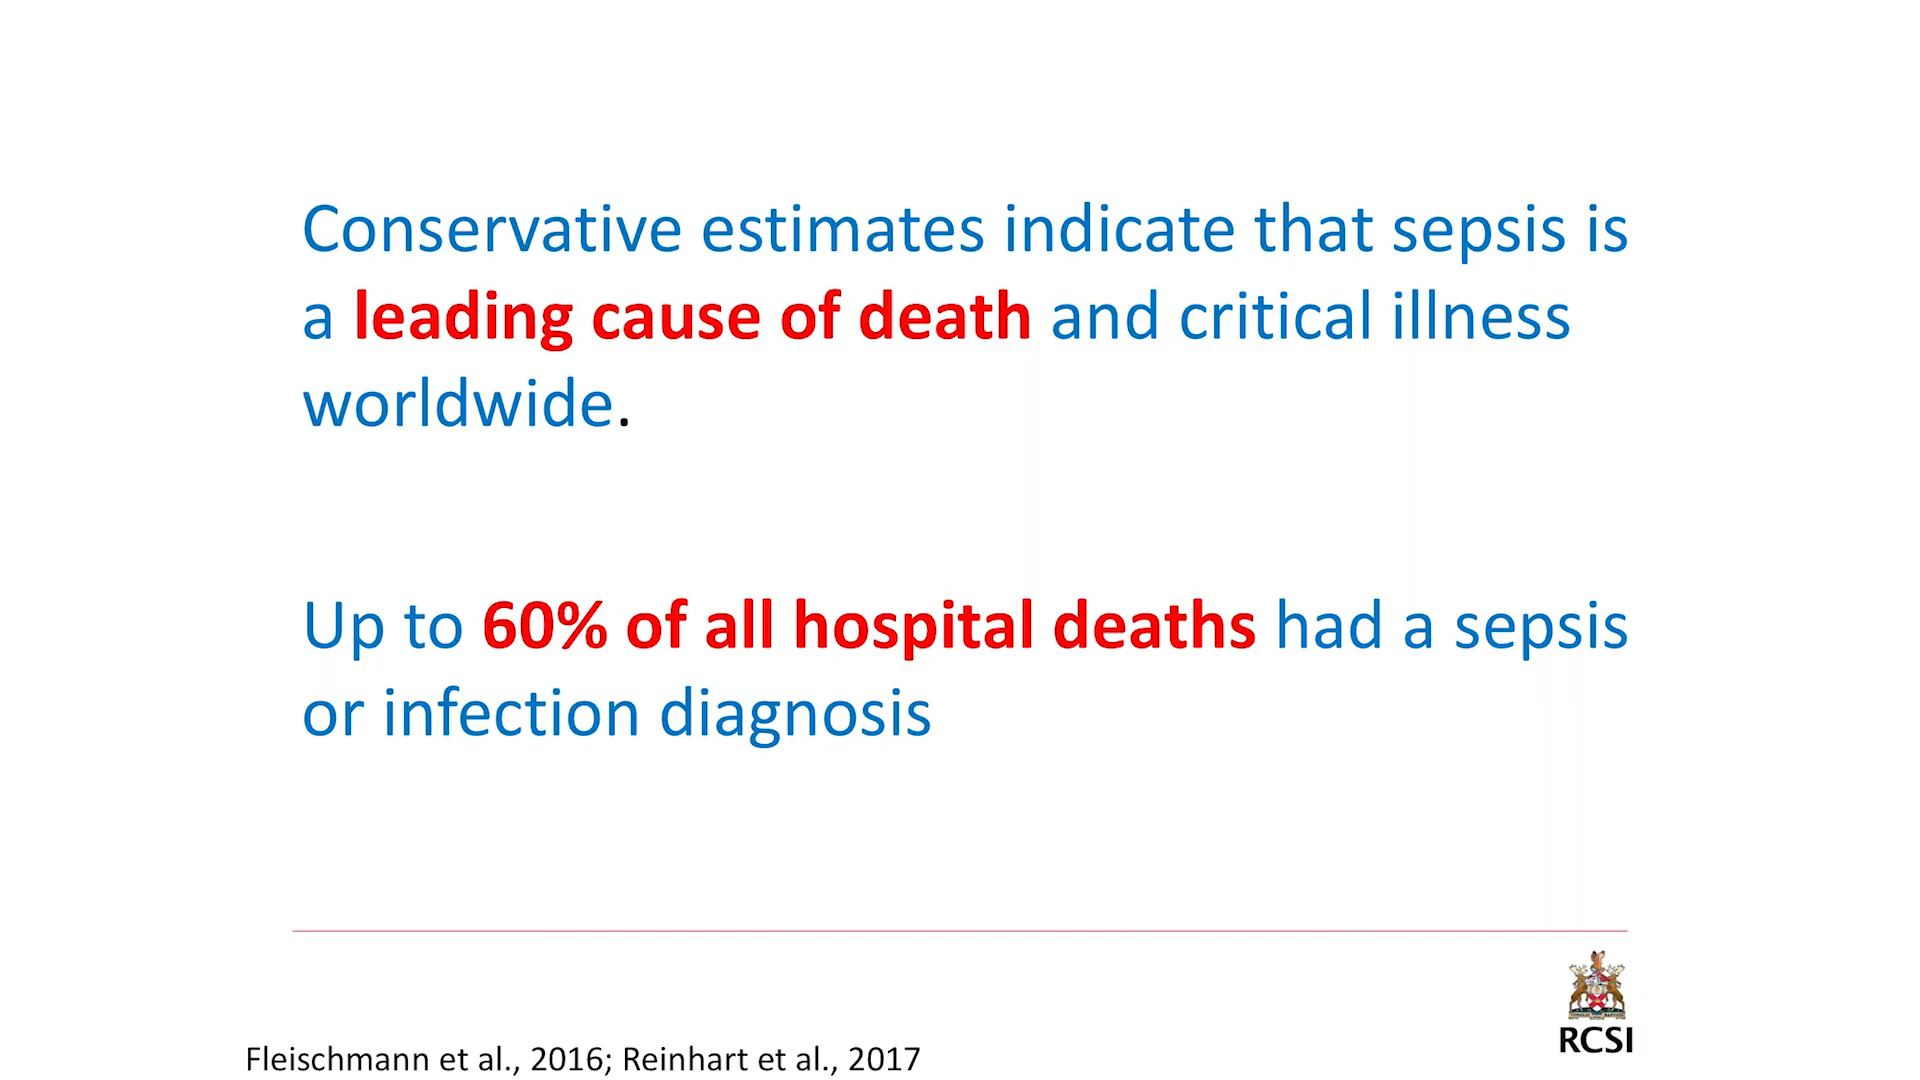 Conservative estimates indicate that sepsis is
a leading cause of death and critical illness
worldwide.
Up to 60% of all hospital deaths had a sepsis
or infection diagnosis
RCSI
Fleischmann et al., 2016; Reinhart et al., 2017